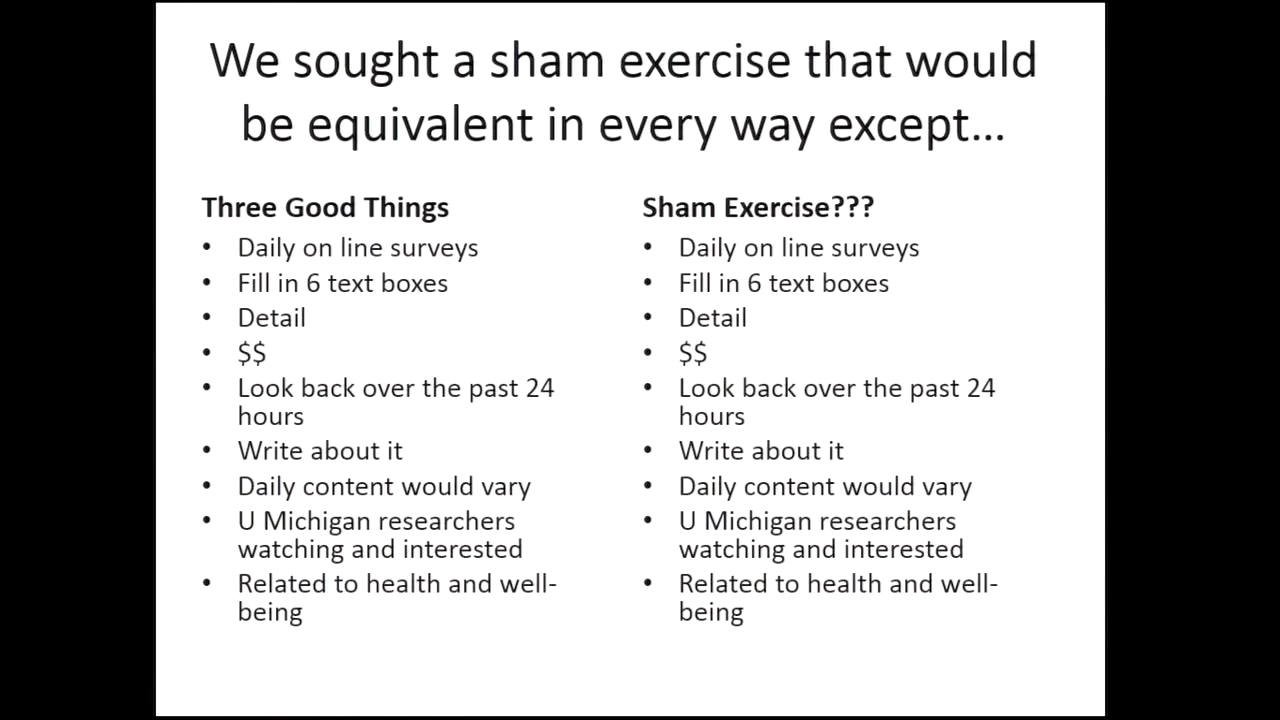 We sought a sham exercise that would
be equivalent in every way except...
Three Good Things
• Daily on line surveys
• Fill in 6 text boxes
• Detail
• $$
• Look back over the past 24
hours
• Write about it
• Daily content would vary
• U Michigan researchers
watching and interested
• Related to health and well-
being
Sham Exercise???
• Daily on line surveys
• Fill in 6 text boxes
• Detail
• $$
• Look back over the past 24
hours
• Write about it
• Daily content would vary
• U Michigan researchers
watching and interested
• Related to health and well-
being